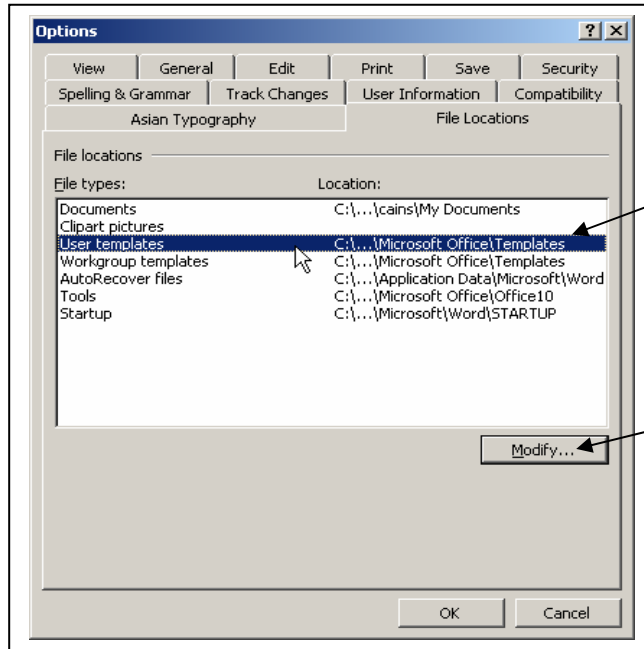 Options
View General Edit Print Save Security
Spelling & Grammar Track Changes User Information Compatibility
Asian Typography File Locations
File locations
File types: Location:
Documents C:\...\cains\My Documents
Clipart pictures
User templates C:\...\Microsoft Office\Templates
Workgroup templates C:\...\Microsoft Office\Templates
AutoRecover files C:\...\Application Data\Microsoft\Word
Tools C:\...\Microsoft Office\Office10
Startup C:\...\Microsoft\Word\STARTUP
Modify...
OK Cancel